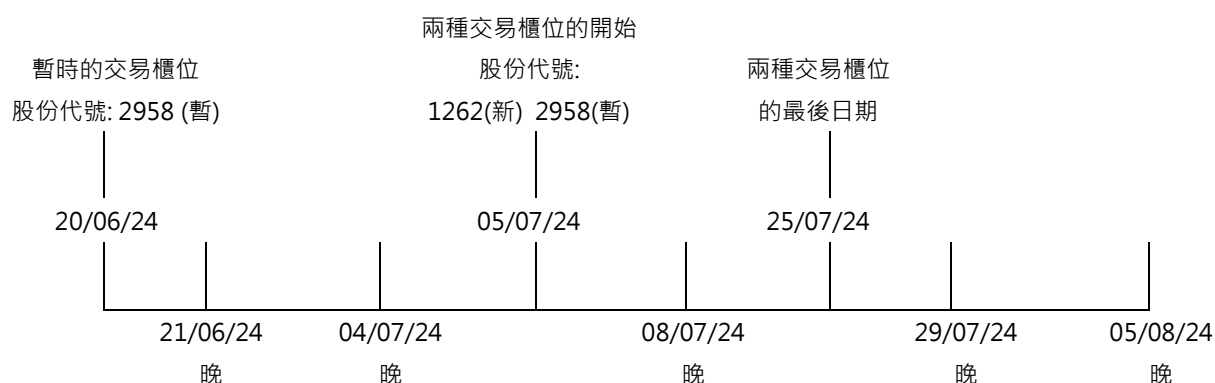 暫時的交易櫃位
股份代號: 2958 (暫)
20/06/24
兩種交易櫃位的開始
股份代號:
1262(新) 2958(暫)
05/07/24
兩種交易櫃位
的最後日期
25/07/24
21/06/24
晚
04/07/24
晚
08/07/24
晚
29/07/24
晚
05/08/24
晚